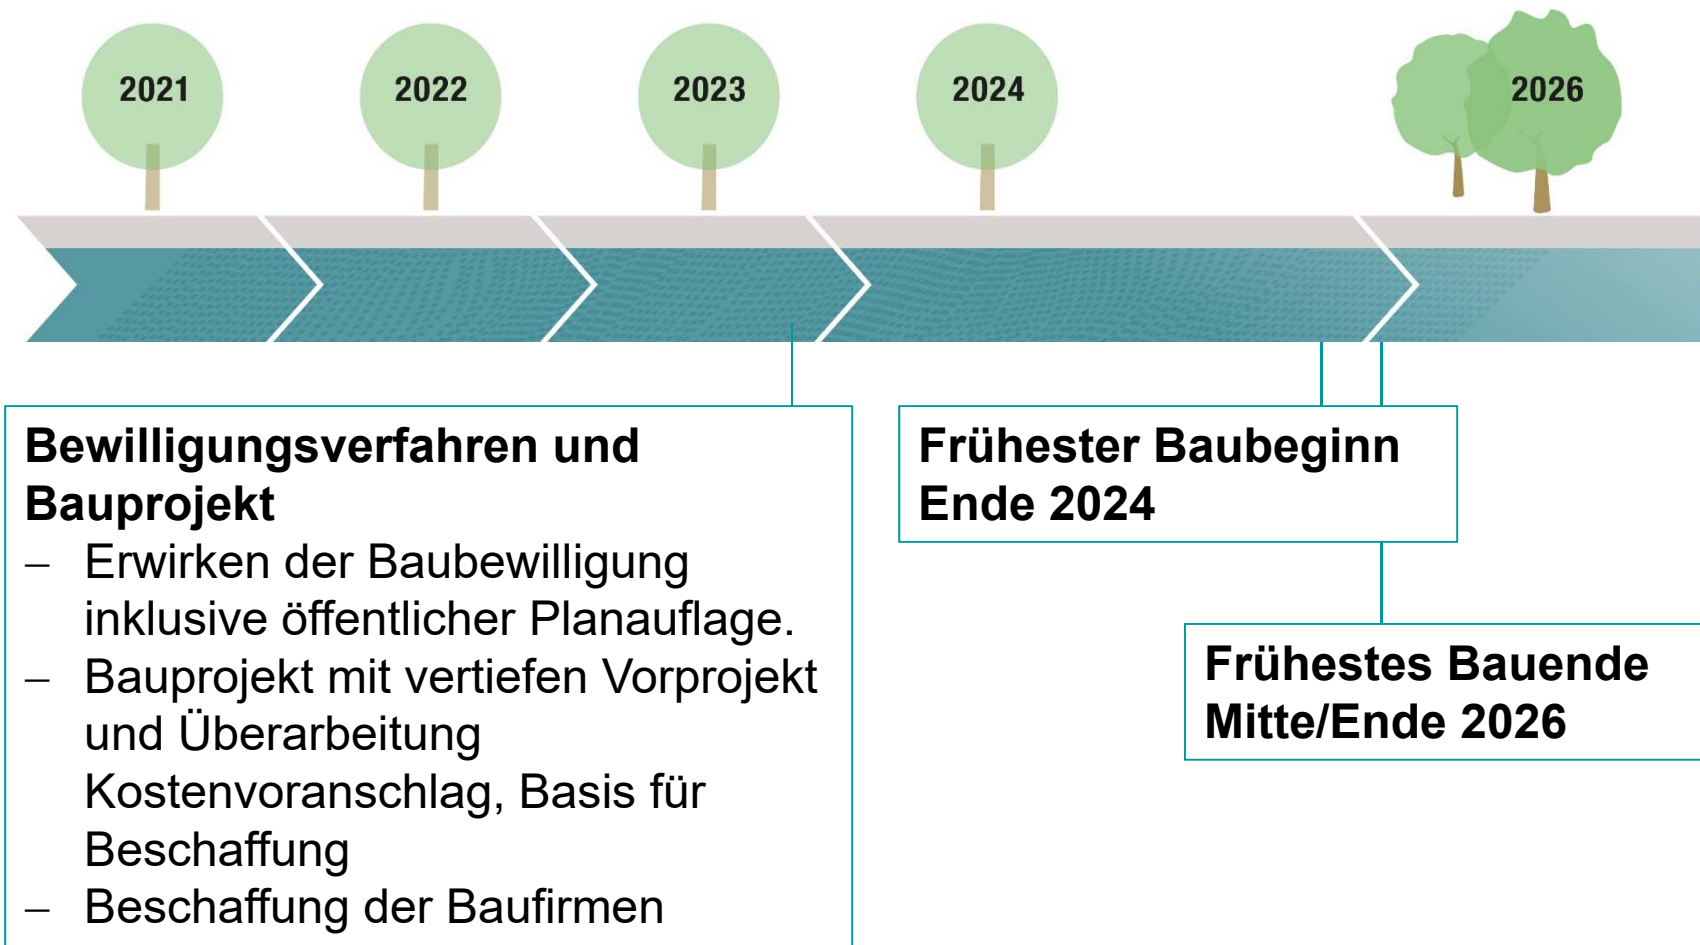 2021
2022
2023
2024
2026
Bewilligungsverfahren und
Bauprojekt
– Erwirken der Baubewilligung
inklusive öffentlicher Planauflage.
– Bauprojekt mit vertiefen Vorprojekt
und Überarbeitung
Kostenvoranschlag, Basis für
Beschaffung
– Beschaffung der Baufirmen
Frühester Baubeginn
Ende 2024
Frühestes Bauende
Mitte/Ende 2026